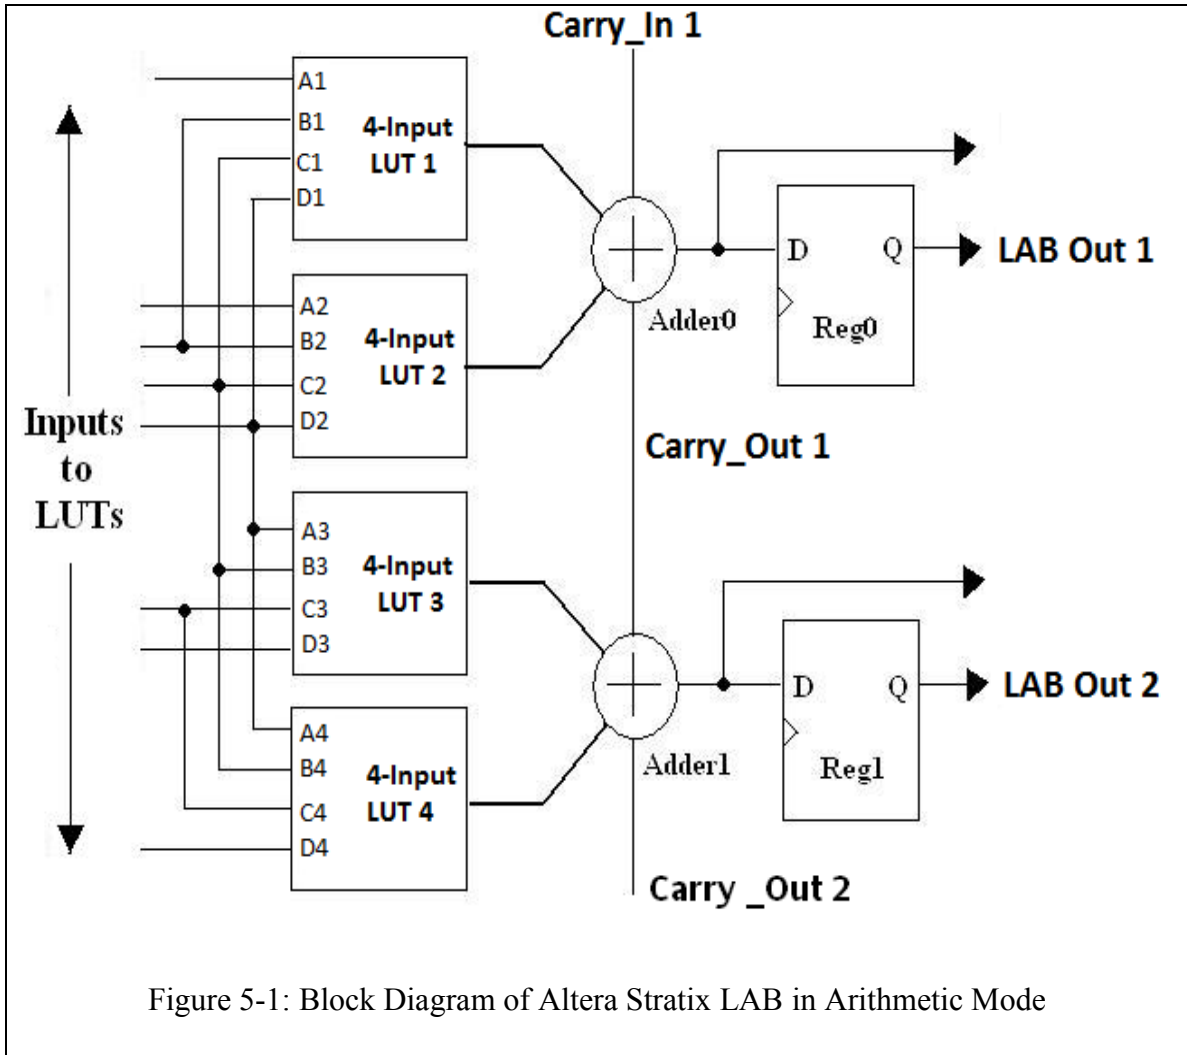 Carry_In 1
A1
B1
C1
D1
4-Input
LUT 1
D
Q
LAB Out 1
Adder0
Reg0
A2
B2
C2
D2
4-Input
LUT 2
Inputs
to
LUTs
Carry_Out 1
A3
B3
C3
D3
4-Input
LUT 3
D
Q
LAB Out 2
Adder1
Reg1
A4
B4
C4
D4
4-Input
LUT 4
Carry _Out 2
Figure 5-1: Block Diagram of Altera Stratix LAB in Arithmetic Mode